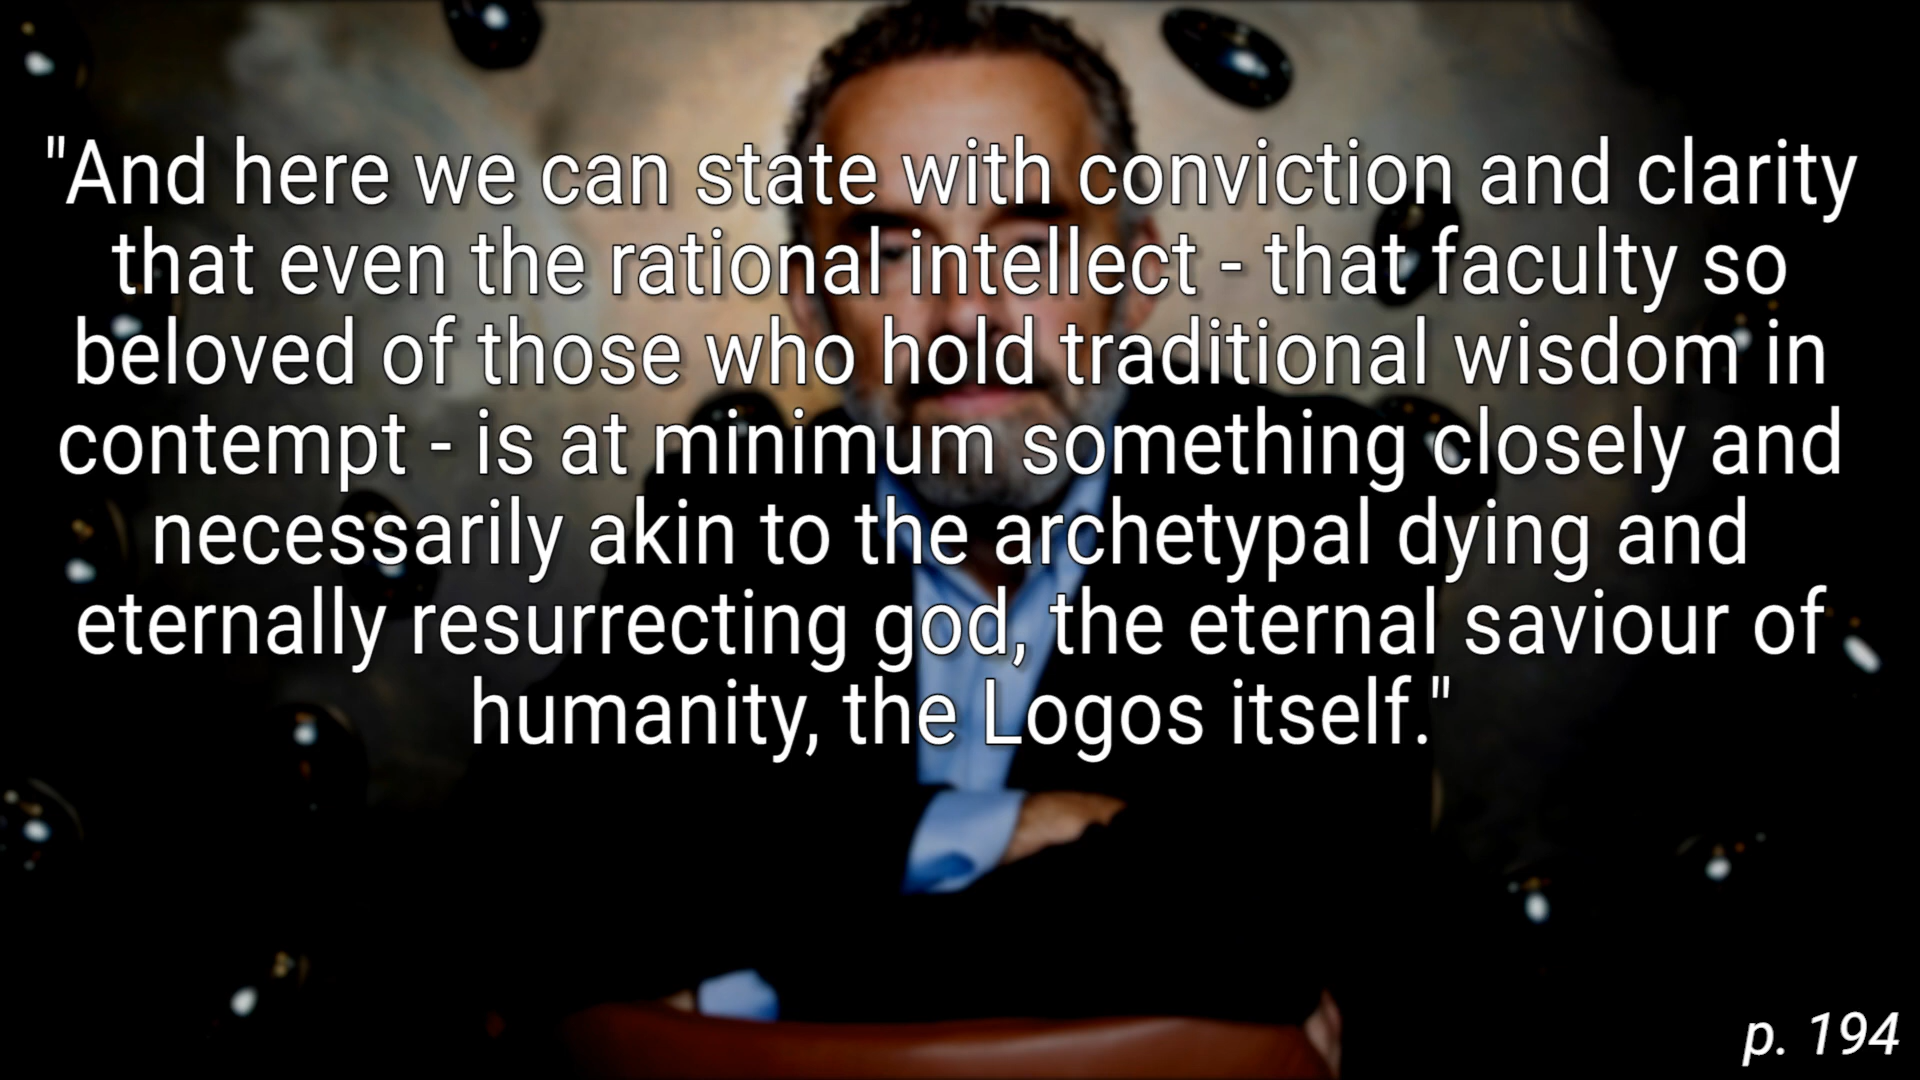 "And here we can state with conviction and clarity
that even the rational intellect - that faculty so
beloved of those who hold traditional wisdom in
contempt - is at minimum something closely and
necessarily akin to the archetypal dying and
eternally resurrecting god, the eternal saviour of
humanity, the Logos itself."
p. 194